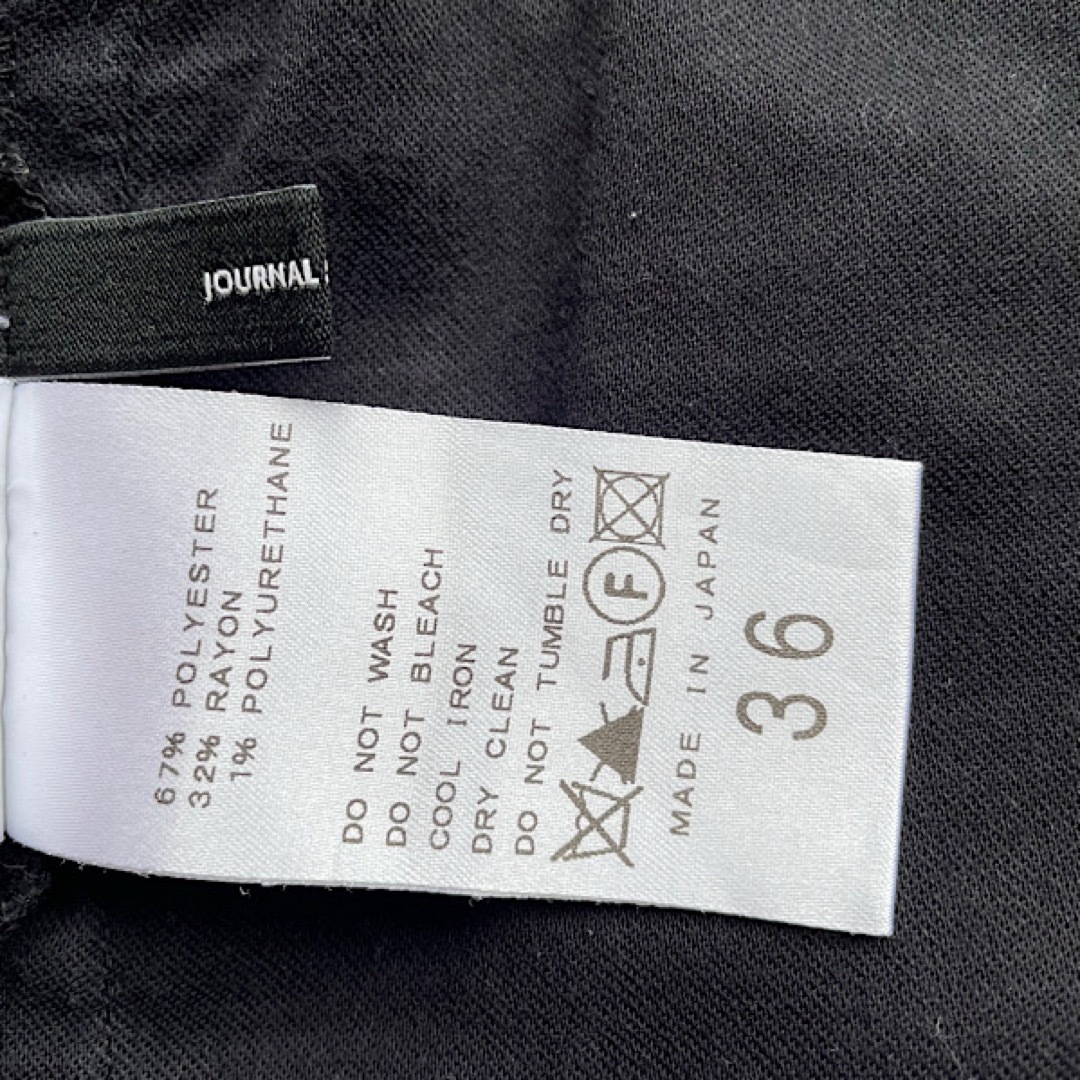 JOURNAL
67% POLYESTER
32% RAYON
1% POLYURETHANE
DO NOT WASH
DO NOT BLEACH
COOL IRON
DRY CLEAN
DO NOT TUMBLE DRY
F
MADE IN JAPAN
36